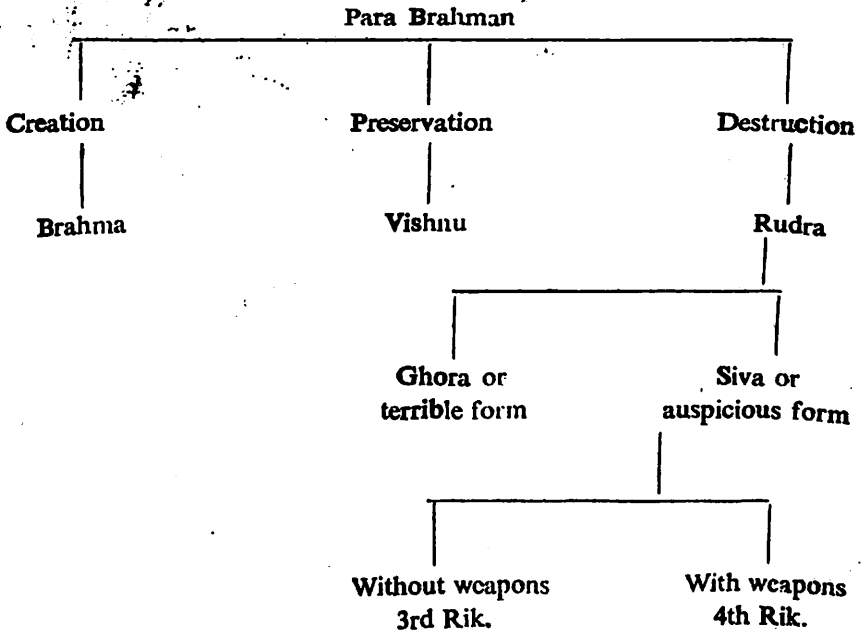 Para Brahman
Creation Preservation Destruction
Brahma Vishnu Rudra
Ghora or Siva or
terrible form auspicious form
Without weapons With weapons
3rd Rik. 4th Rik.